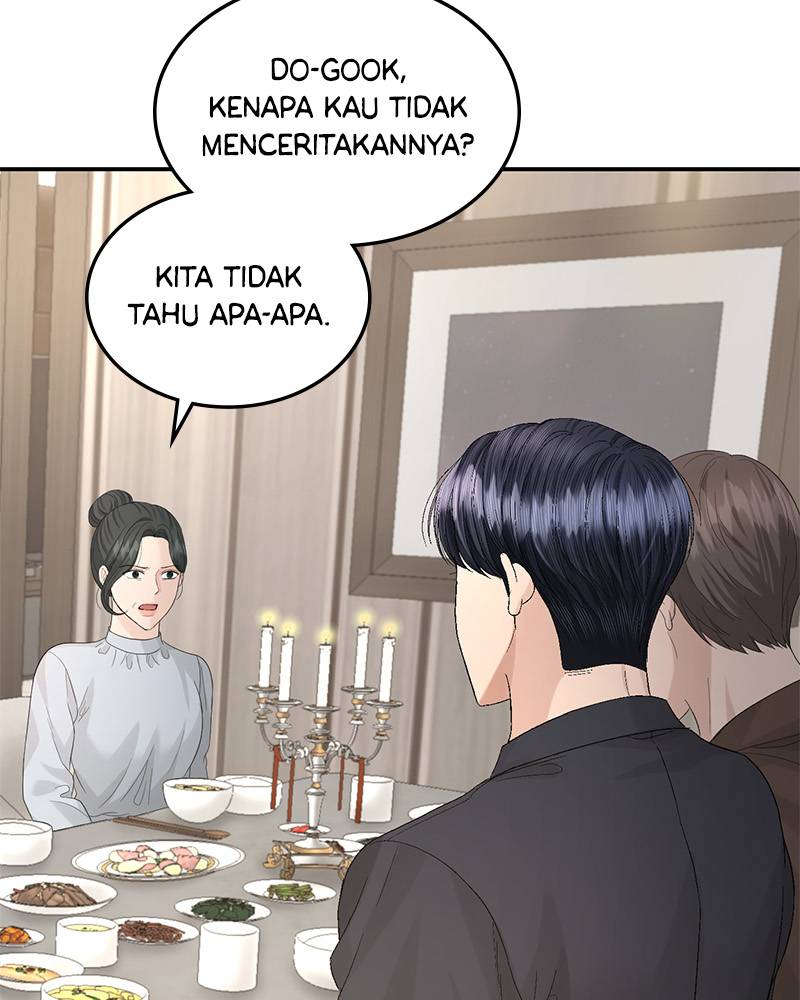 DO-GOOK,
KENAPA KAU TIDAK
MENCERITAKANNYA?
KITA TIDAK
TAHU APA-APA.